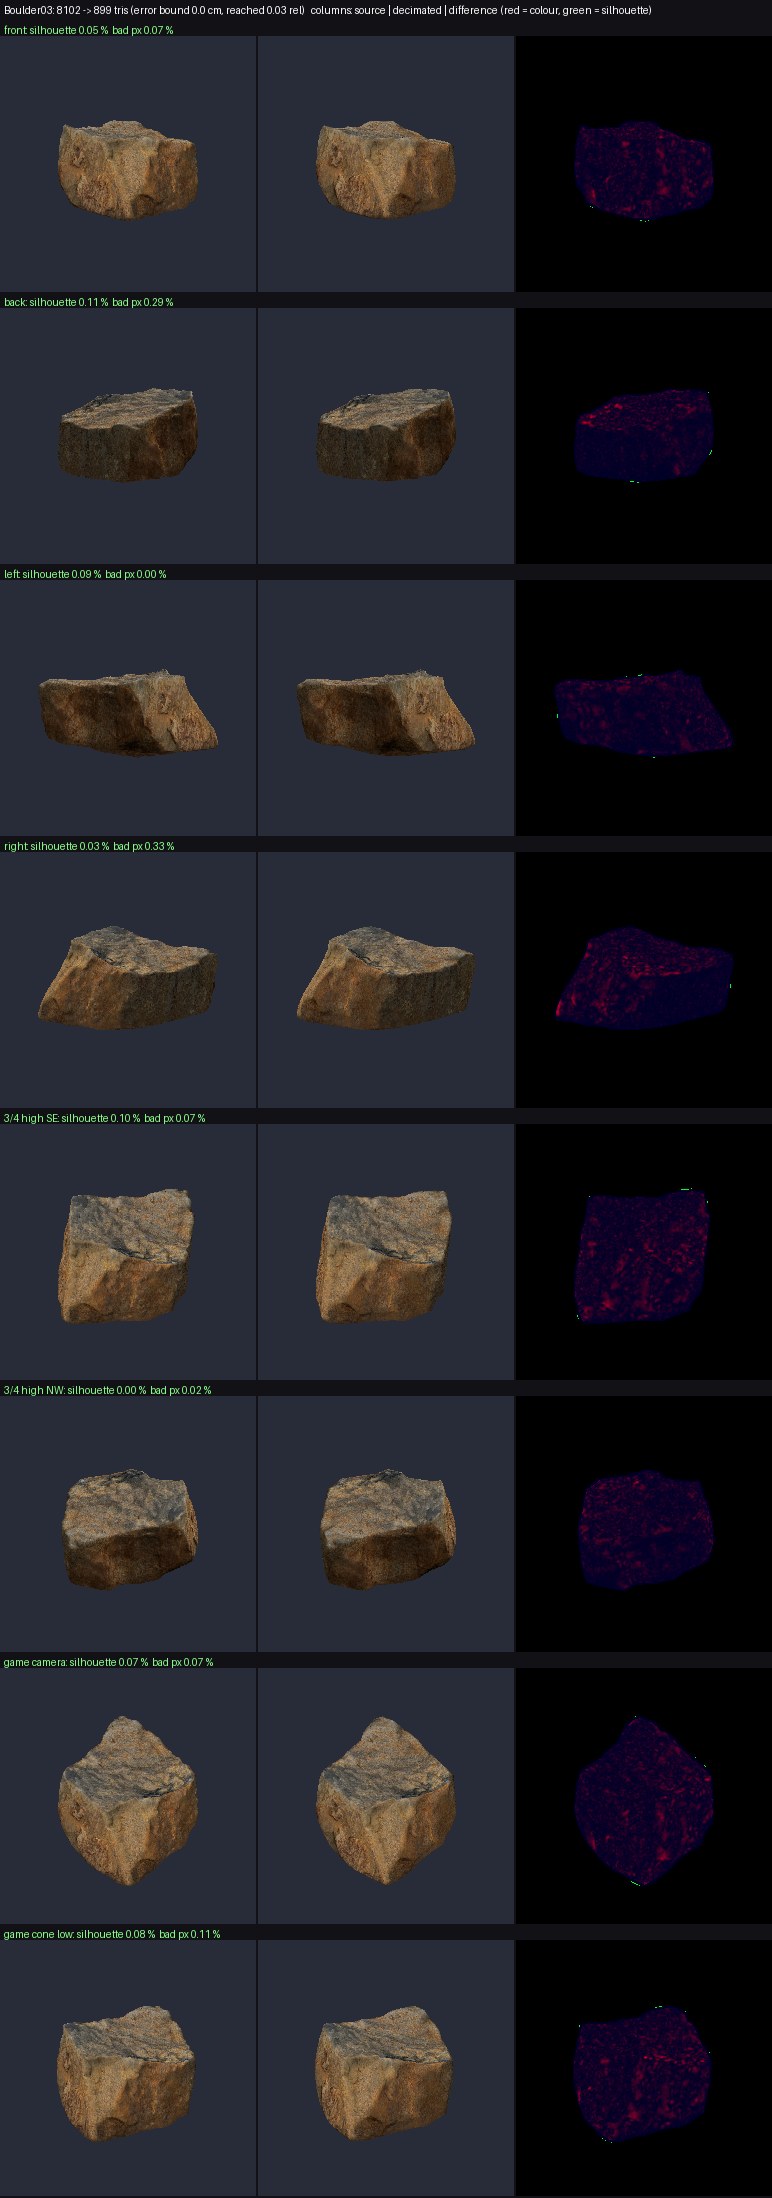 Boulder03: 8102 -> 899 tris (error bound 0.0 cm, reached 0.03 rel) columns: source | decimated | difference (red = colour, green = silhouette)
front: silhouette 0.05 % bad px 0.07 %
back: silhouette 0.11 % bad px 0.29 %
left: silhouette 0.09 % bad px 0.00 %
right: silhouette 0.03 % bad px 0.33 %
3/4 high SE: silhouette 0.10 % bad px 0.07 %
3/4 high NW: silhouette 0.00 % bad px 0.02 %
game camera: silhouette 0.07 % bad px 0.07 %
game cone low: silhouette 0.08 % bad px 0.11 %